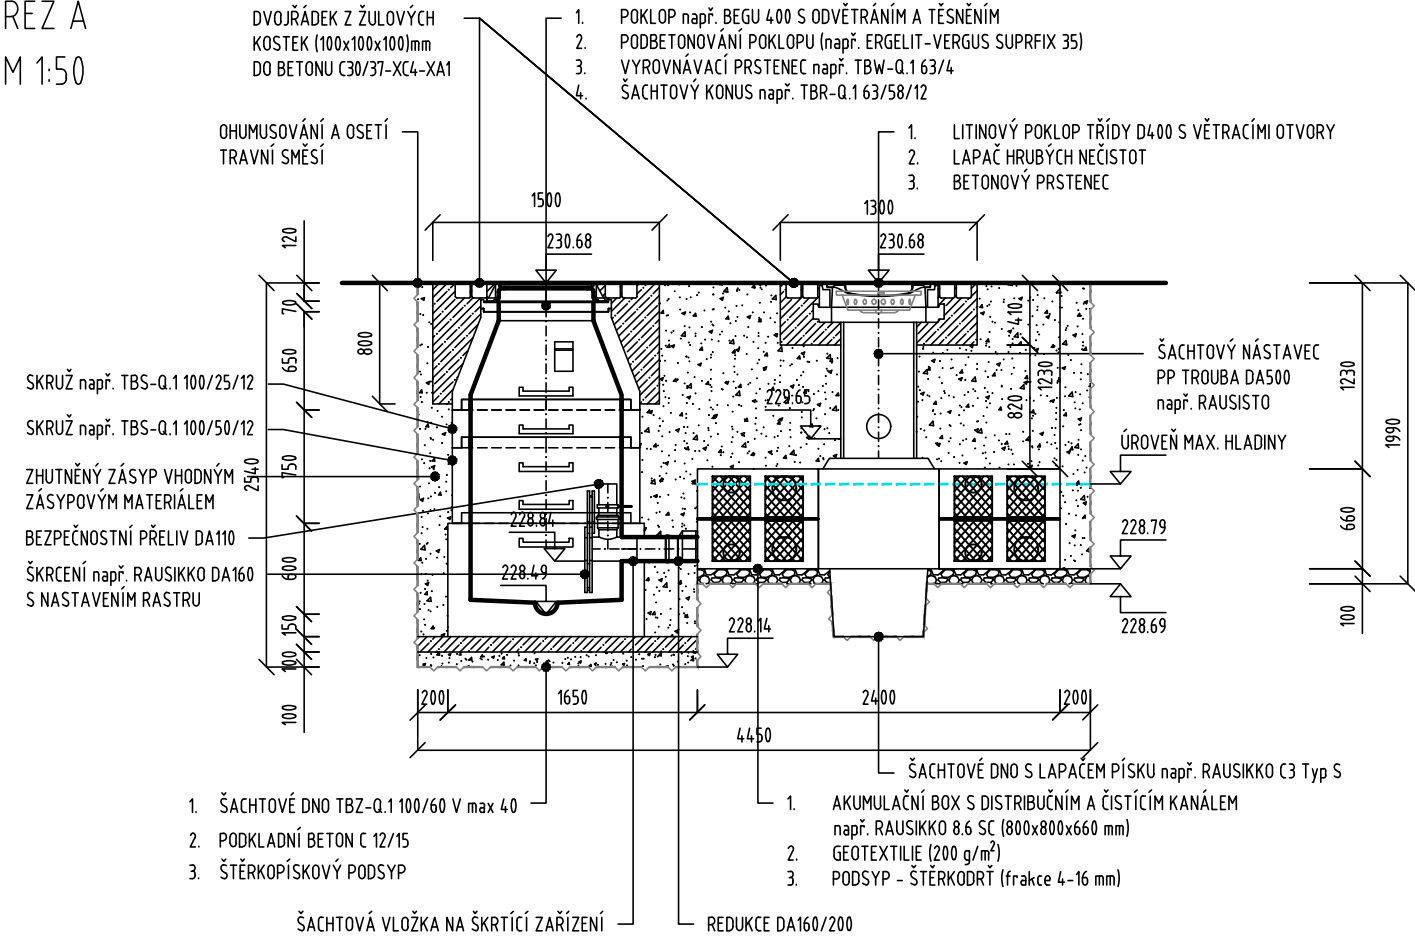 REZ A
M 1:50
DVOJŘÁDEK Z ŽULOVÝCH
KOSTEK (100x100x100)mm
DO BETONU C30/37-XC4-XA1
1. POKLOP např. BEGU 400 S ODVĚTRÁNÍM A TĚSNĚNÍM
2. PODBETONOVÁNÍ POKLOPU (např. ERGELIT-VERGUS SUPRFIX 35)
3. VYROVNÁVACÍ PRSTENEC např. TBW-Q.1 63/4
4. ŠACHTOVÝ KONUS např. TBR-Q.1 63/58/12
OHUMUSOVÁNÍ A OSETÍ
TRAVNÍ SMĚSÍ
1. LITINOVÝ POKLOP TŘÍDY D400 S VĚTRACÍMI OTVORY
2. LAPAČ HRUBÝCH NEČISTOT
3. BETONOVÝ PRSTENEC
1500
1300
230.68
230.68
120
70
650
750
600
150
100
100
2540
800
410
820
1230
1230
1990
660
100
229.65
228.84
228.49
228.14
228.79
228.69
SKRUŽ např. TBS-Q.1 100/25/12
SKRUŽ např. TBS-Q.1 100/50/12
ZHUTNĚNÝ ZÁSYP VHODNÝM
ZÁSYPOVÝM MATERIÁLEM
BEZPEČNOSTNÍ PŘELIV DA110
ŠKRCENÍ např. RAUSIKKO DA160
S NASTAVENÍM RASTRU
ŠACHTOVÝ NÁSTAVEC
PP TROUBA DA500
např. RAUSISTO
ÚROVEŇ MAX. HLADINY
200
1650
2400
200
4450
ŠACHTOVÉ DNO S LAPAČEM PÍSKU např. RAUSIKKO C3 Typ S
1. ŠACHTOVÉ DNO TBZ-Q.1 100/60 V max 40
2. PODKLADNÍ BETON C 12/15
3. ŠTĚRKOPÍSKOVÝ PODSYP
1. AKUMULAČNÍ BOX S DISTRIBUČNÍM A ČISTÍCÍM KANÁLEM
např. RAUSIKKO 8.6 SC (800x800x660 mm)
2. GEOTEXTILIE (200 g/m²)
3. PODSYP - ŠTĚRKODRŤ (frakce 4-16 mm)
ŠACHTOVÁ VLOŽKA NA ŠKRTÍCÍ ZAŘÍZENÍ
REDUKCE DA160/200